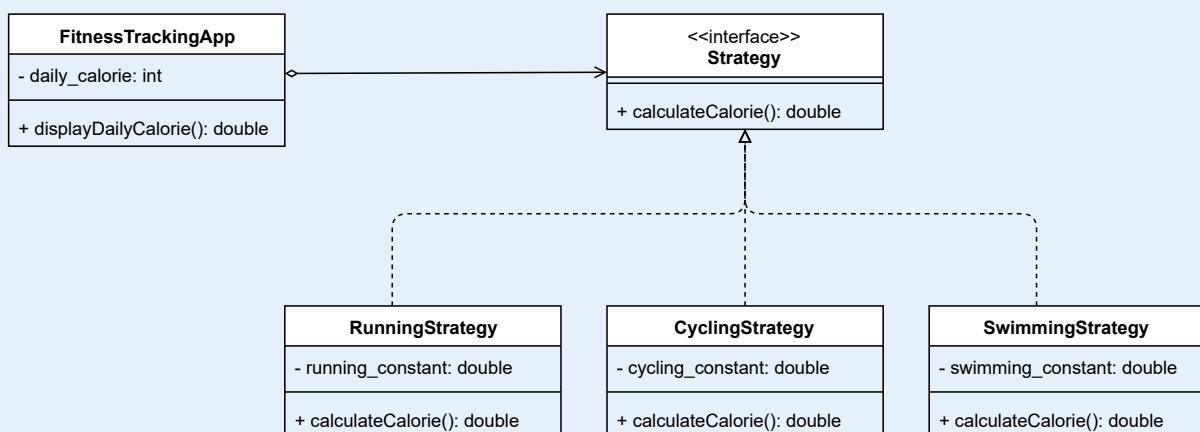 FitnessTrackingApp
- daily_calorie: int
+ displayDailyCalorie(): double
<<interface>>
Strategy
+ calculateCalorie(): double
RunningStrategy
- running_constant: double
+ calculateCalorie(): double
CyclingStrategy
- cycling_constant: double
+ calculateCalorie(): double
SwimmingStrategy
- swimming_constant: double
+ calculateCalorie(): double